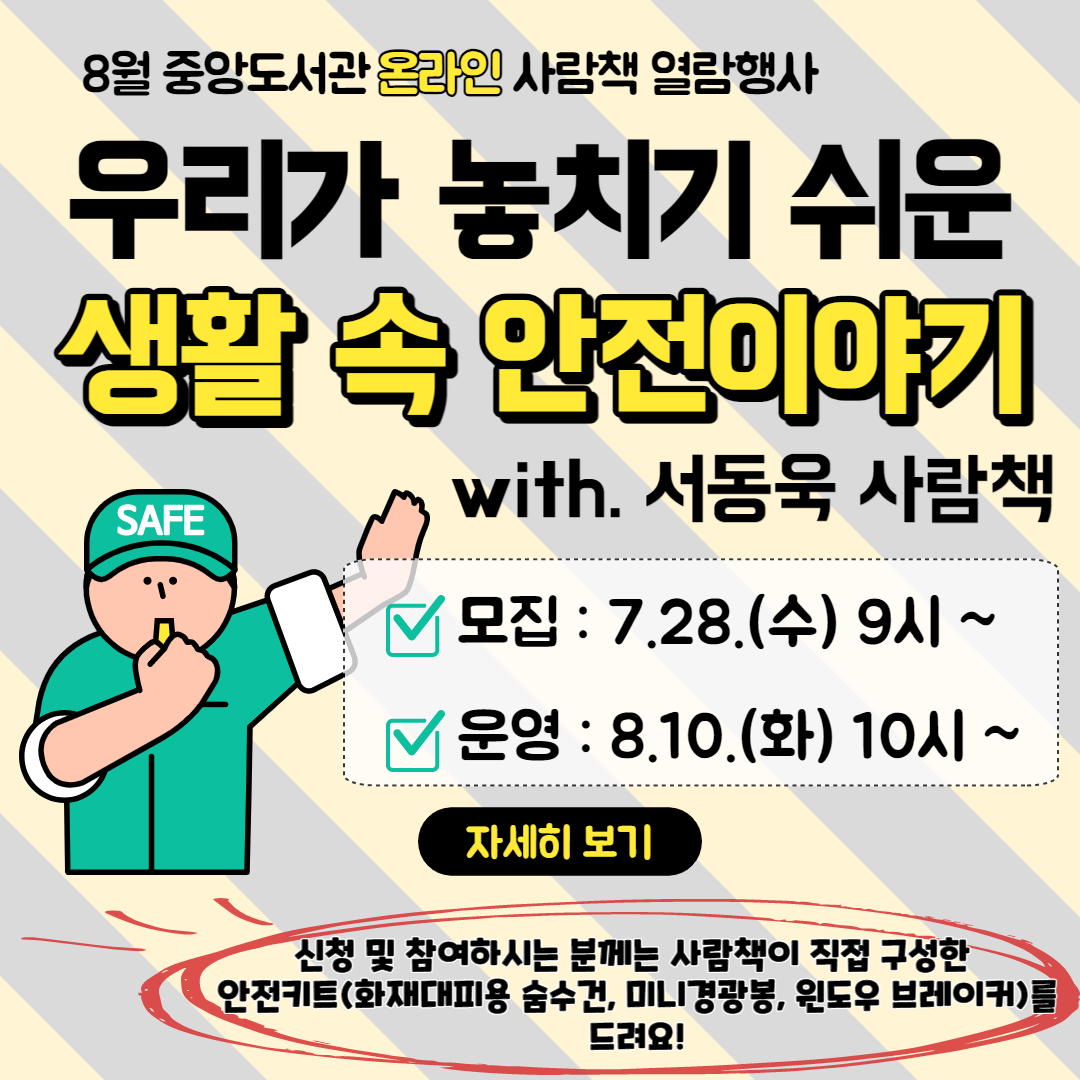 8월 중앙도서관 온라인 사람책 열람행사
우리가 놓치기 쉬운
생활 속 안전이야기
with. 서동욱 사람책
SAFE
모집 : 7.28.(수) 9시 ~
운영 : 8.10.(화) 10시 ~
자세히 보기
신청 및 참여하시는 분께는 사람책이 직접 구성한
안전키트(화재대피용 숨수건, 미니경광봉, 윈도우 브레이커)를
드려요!